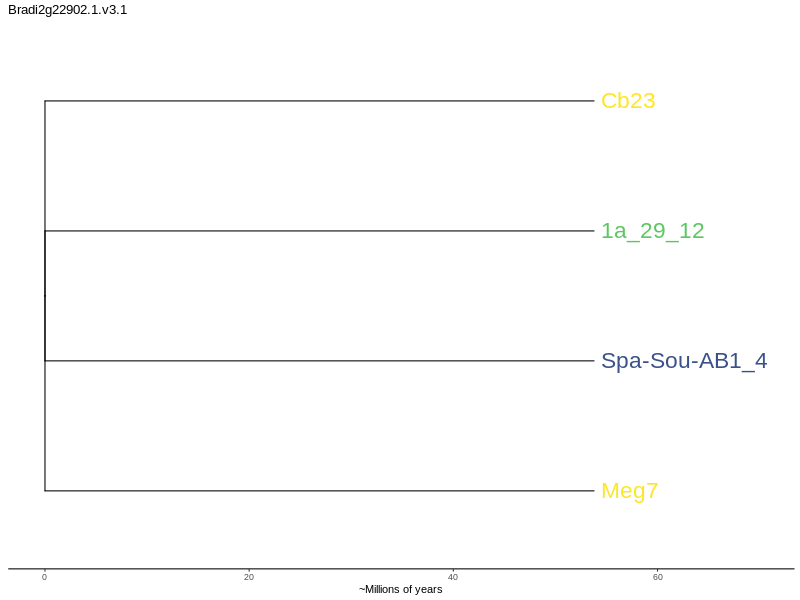 Bradi2g22902.1.v3.1
Cb23
1a_29_12
Spa-Sou-AB1_4
Meg7
0 20 40 60
~Millions of years